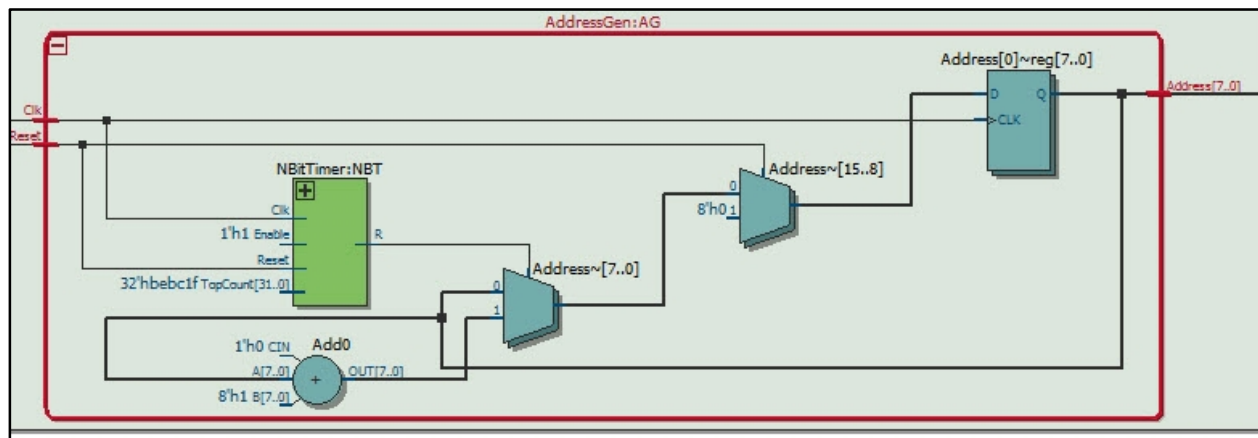 AddressGen:AG
Address[0]~reg[7..0]
D Q
CLK
Address[7..0]
Clk
Reset
NBitTimer:NBT
Clk
1'h1 Enable
Reset
32'hbebc1f TopCount[31..0]
R
Address~[15..8]
0
8'h0 1
Address~[7..0]
0
1
Add0
1'h0 CIN
A[7..0]
8'h1 B[7..0]
+
OUT[7..0]